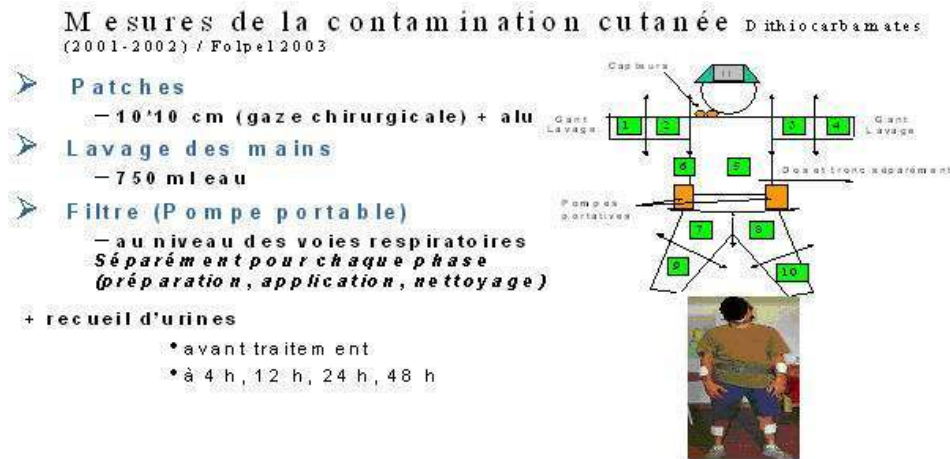 Mesures de la contamination cutanée Dithiocarbamates
(2001-2002) / Folpel 2003
Patches
– 10*10 cm (gaze chirurgicale) + alu
Lavage des mains
– 750 ml eau
Filtre (Pompe portable)
– au niveau des voies respiratoires
Séparément pour chaque phase
(préparation, application, nettoyage)
+ recueil d'urines
• avant traitement
• à 4 h, 12 h, 24 h, 48 h
Capteurs
11
Gant
Lavage
1 2 3 4
Gant
Lavage
6 5
Dos et tronc séparément
Pompes
portatives
7 8
9 10